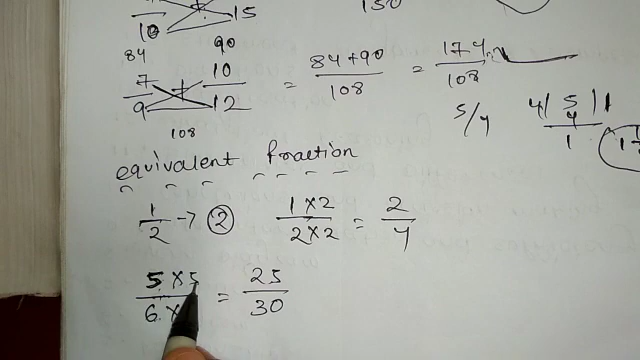 10 15 150
84 90
7/9 + 10/12 = 84+90/108 = 174/108
108
5/4 4/ 5 /1
4
1
equivalent fraction
1/2 → ② 1×2/2×2 = 2/4
5×5/6× = 25/30